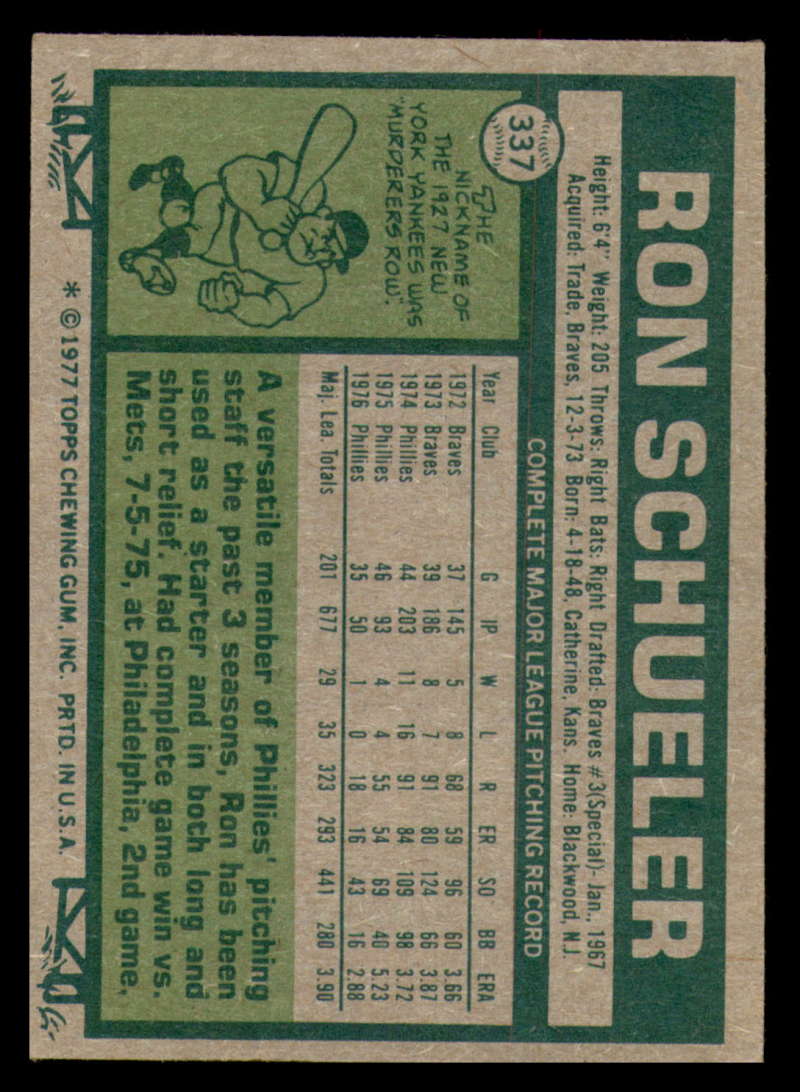 337
RON SCHUELER
Height: 6'4" Weight: 205 Throws: Right Bats: Right Drafted: Braves #3(Special)- Jan., 1967
Acquired: Trade, Braves, 12-3-73 Born: 4-18-48, Catherine, Kans. Home: Blackwood, N.J.
THE
NICKNAME OF
THE 1927 NEW
YORK YANKEES WAS
"MURDERERS ROW".
COMPLETE MAJOR LEAGUE PITCHING RECORD
Year Club G IP W L R ER SO BB ERA
1972 Braves 37 145 5 8 68 59 96 60 3.66
1973 Braves 39 186 8 7 91 80 124 66 3.87
1974 Phillies 44 203 11 16 91 84 109 98 3.72
1975 Phillies 46 93 4 4 55 54 69 40 5.23
1976 Phillies 35 50 1 0 18 16 43 16 2.88
Maj. Lea. Totals 201 677 29 35 323 293 441 280 3.90
A versatile member of Phillies' pitching
staff the past 3 seasons, Ron has been
used as a starter and in both long and
short relief. Had complete game win vs.
Mets, 7-5-75, at Philadelphia, 2nd game.
* © 1977 TOPPS CHEWING GUM, INC. PRTD. IN U.S.A.